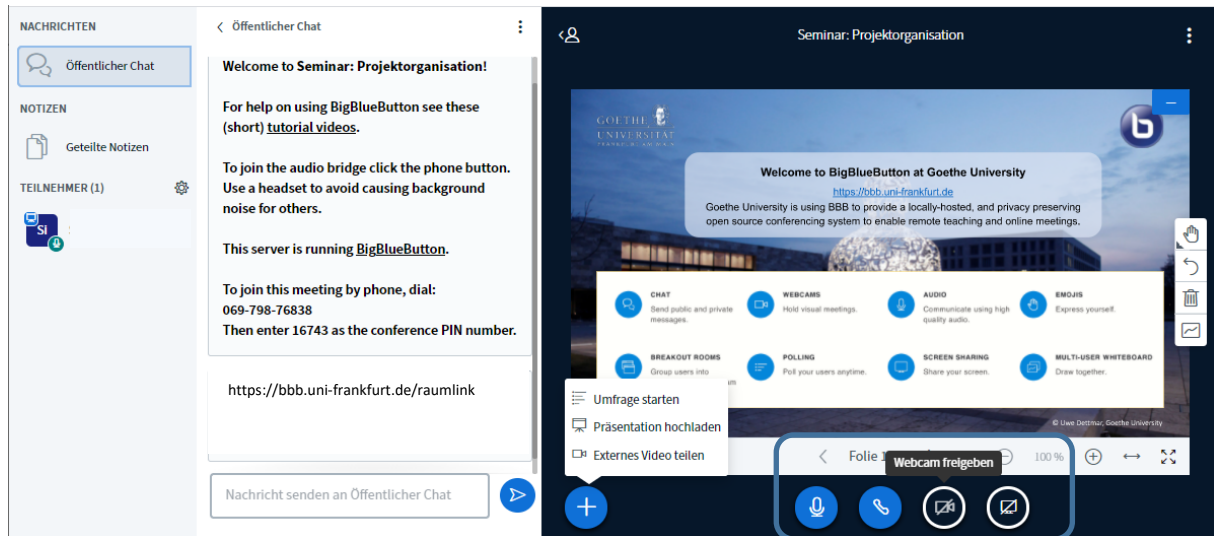 NACHRICHTEN
Öffentlicher Chat
NOTIZEN
Geteilte Notizen
TEILNEHMER (1)
SI
Öffentlicher Chat
Welcome to Seminar: Projektorganisation!
For help on using BigBlueButton see these
(short) tutorial videos.
To join the audio bridge click the phone button.
Use a headset to avoid causing background
noise for others.
This server is running BigBlueButton.
To join this meeting by phone, dial:
069-798-76838
Then enter 16743 as the conference PIN number.
https://bbb.uni-frankfurt.de/raumlink
Nachricht senden an Öffentlicher Chat
Seminar: Projektorganisation
GOETHE
UNIVERSITÄT
FRANKFURT AM MAIN
b
Welcome to BigBlueButton at Goethe University
https://bbb.uni-frankfurt.de
Goethe University is using BBB to provide a locally-hosted, and privacy preserving
open source conferencing system to enable remote teaching and online meetings.
CHAT
Send public and private
messages.
WEBCAMS
Hold visual meetings.
AUDIO
Communicate using high
quality audio.
EMOJIS
Express yourself.
BREAKOUT ROOMS
Group users into
POLLING
Poll your users anytime.
SCREEN SHARING
Share your screen.
MULTI-USER WHITEBOARD
Draw together.
© Uwe Dettmar, Goethe University
Umfrage starten
Präsentation hochladen
Externes Video teilen
Folie 1
Webcam freigeben
100 %